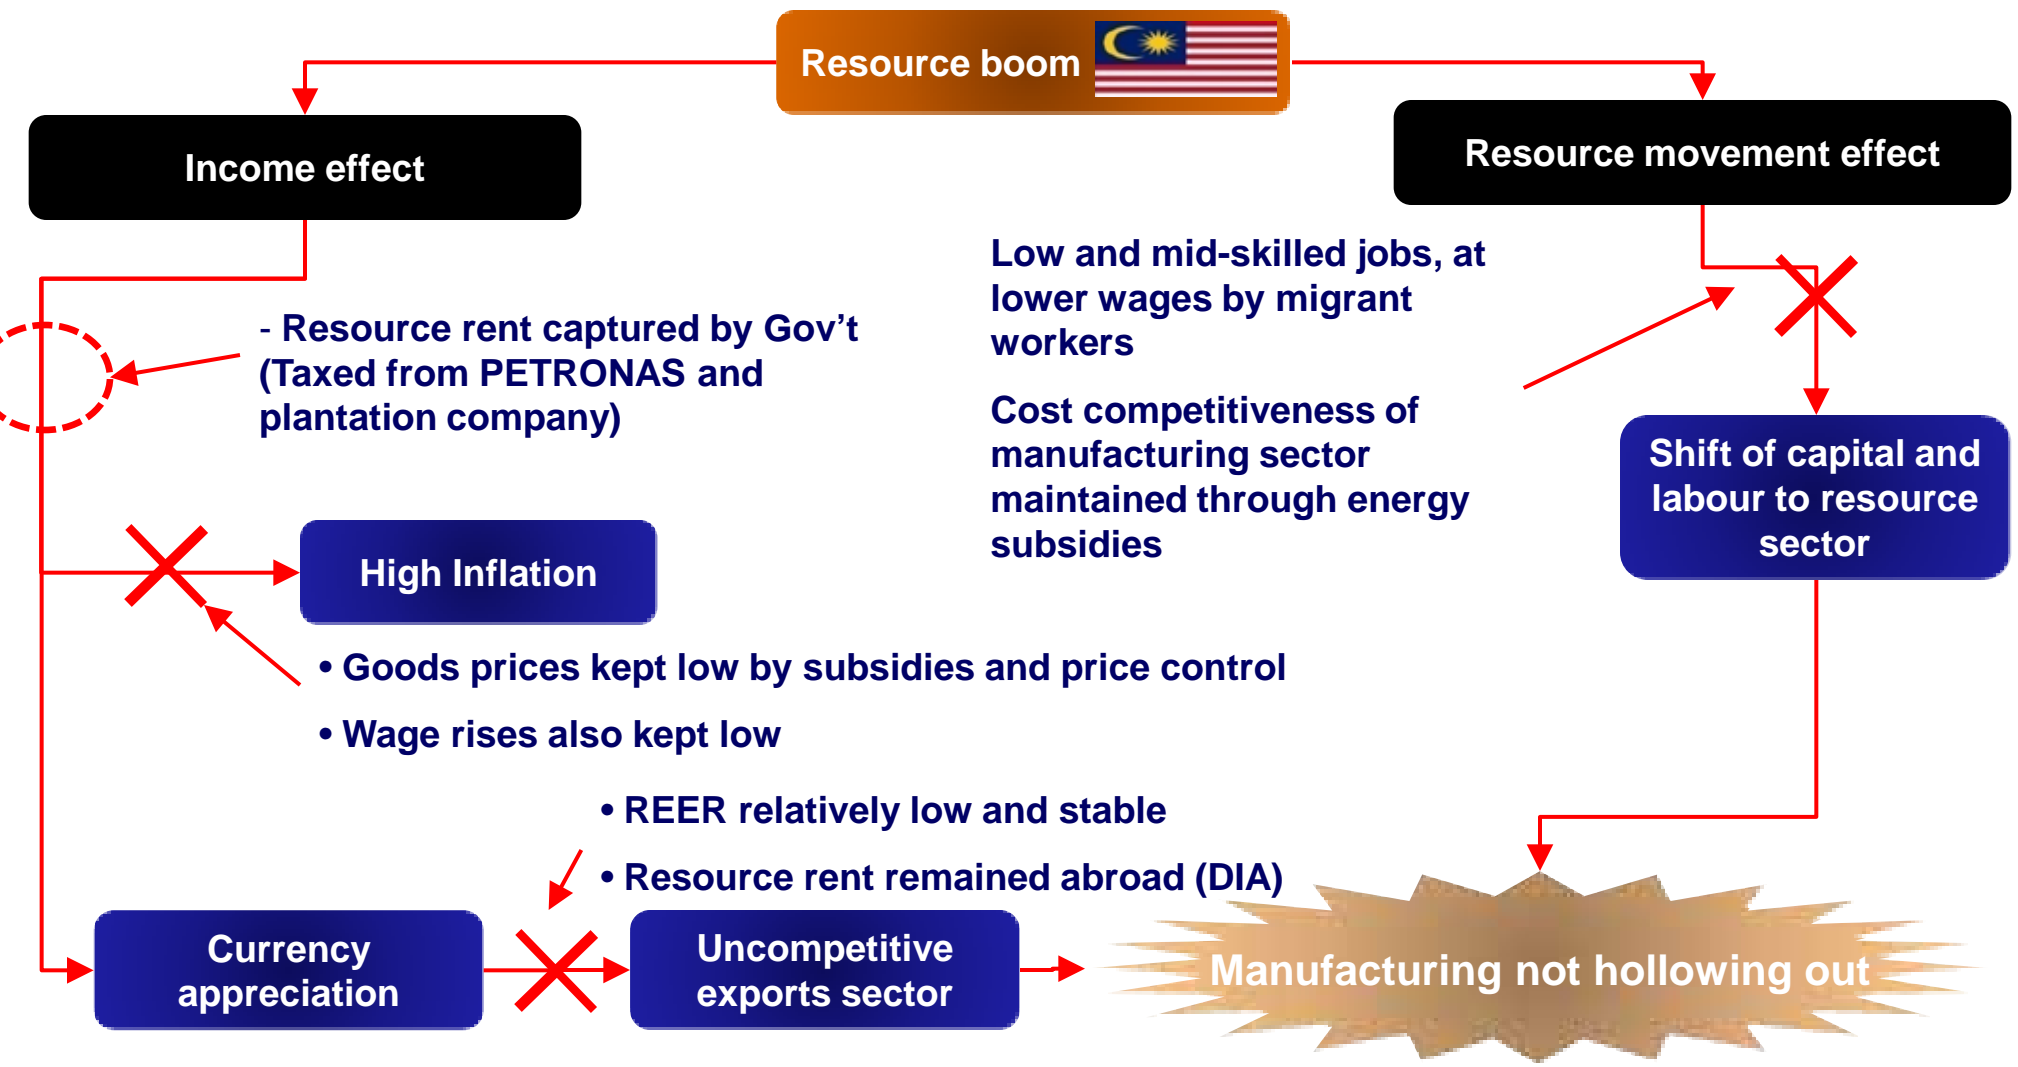 Resource boom
Income effect
Resource movement effect
Low and mid-skilled jobs, at
lower wages by migrant
workers
- Resource rent captured by Gov’t
(Taxed from PETRONAS and
plantation company)
Cost competitiveness of
manufacturing sector
maintained through energy
subsidies
Shift of capital and
labour to resource
sector
High Inflation
• Goods prices kept low by subsidies and price control
• Wage rises also kept low
• REER relatively low and stable
• Resource rent remained abroad (DIA)
Currency
appreciation
Uncompetitive
exports sector
Manufacturing not hollowing out